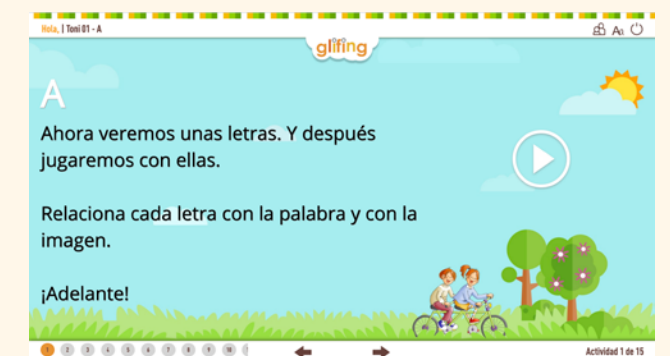 Hola, | Toni 01 - A
Aa
glifing
A
Ahora veremos unas letras. Y después
jugaremos con ellas.
Relaciona cada letra con la palabra y con la
imagen.
¡Adelante!
1 2 3 4 5 6 7 8 9 10
Actividad 1 de 15